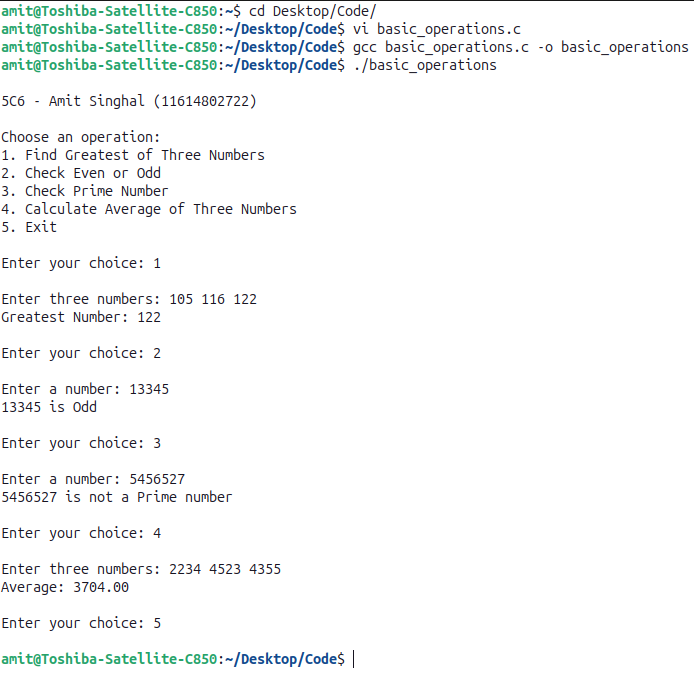 amit@Toshiba-Satellite-C850:~$ cd Desktop/Code/
amit@Toshiba-Satellite-C850:~/Desktop/Code$ vi basic_operations.c
amit@Toshiba-Satellite-C850:~/Desktop/Code$ gcc basic_operations.c -o basic_operations
amit@Toshiba-Satellite-C850:~/Desktop/Code$ ./basic_operations
5C6 - Amit Singhal (11614802722)
Choose an operation:
1. Find Greatest of Three Numbers
2. Check Even or Odd
3. Check Prime Number
4. Calculate Average of Three Numbers
5. Exit
Enter your choice: 1
Enter three numbers: 105 116 122
Greatest Number: 122
Enter your choice: 2
Enter a number: 13345
13345 is Odd
Enter your choice: 3
Enter a number: 5456527
5456527 is not a Prime number
Enter your choice: 4
Enter three numbers: 2234 4523 4355
Average: 3704.00
Enter your choice: 5
amit@Toshiba-Satellite-C850:~/Desktop/Code$